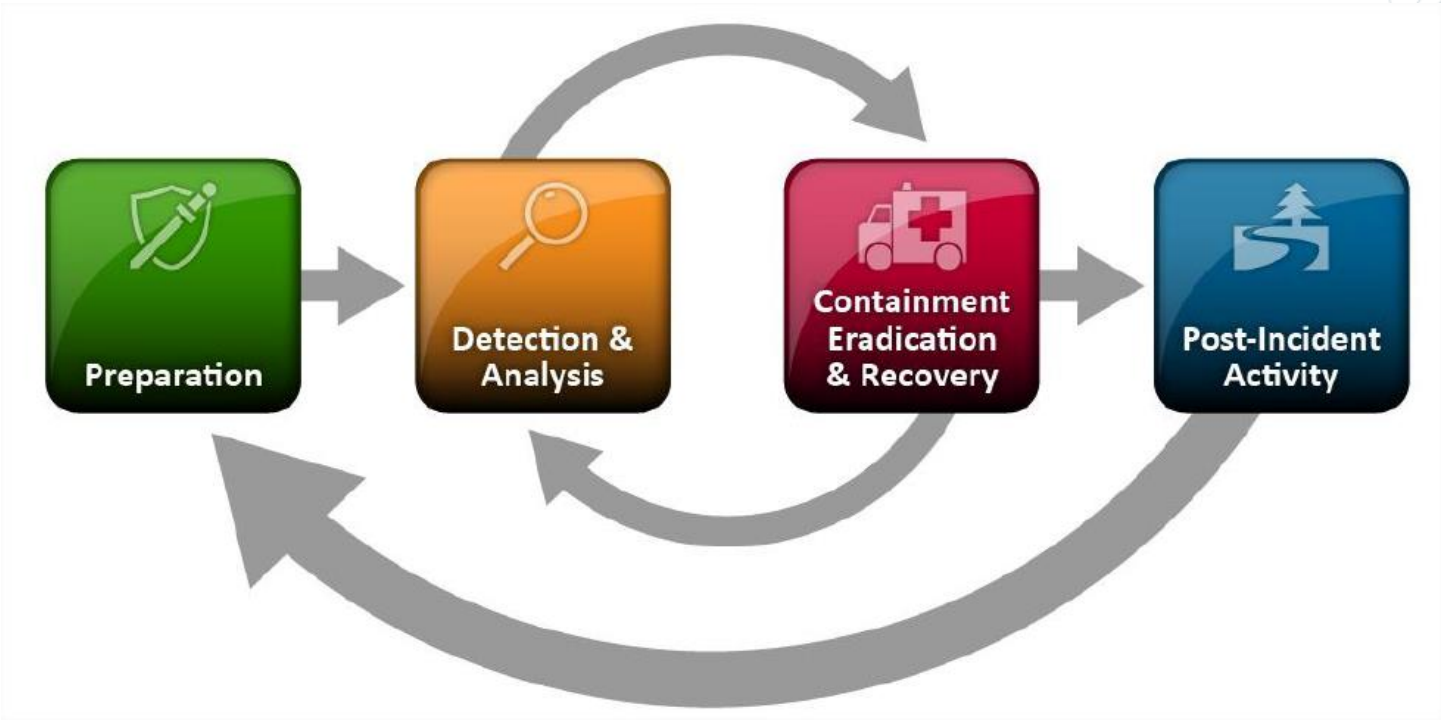 Preparation
Detection &
Analysis
Containment
Eradication
& Recovery
Post-Incident
Activity